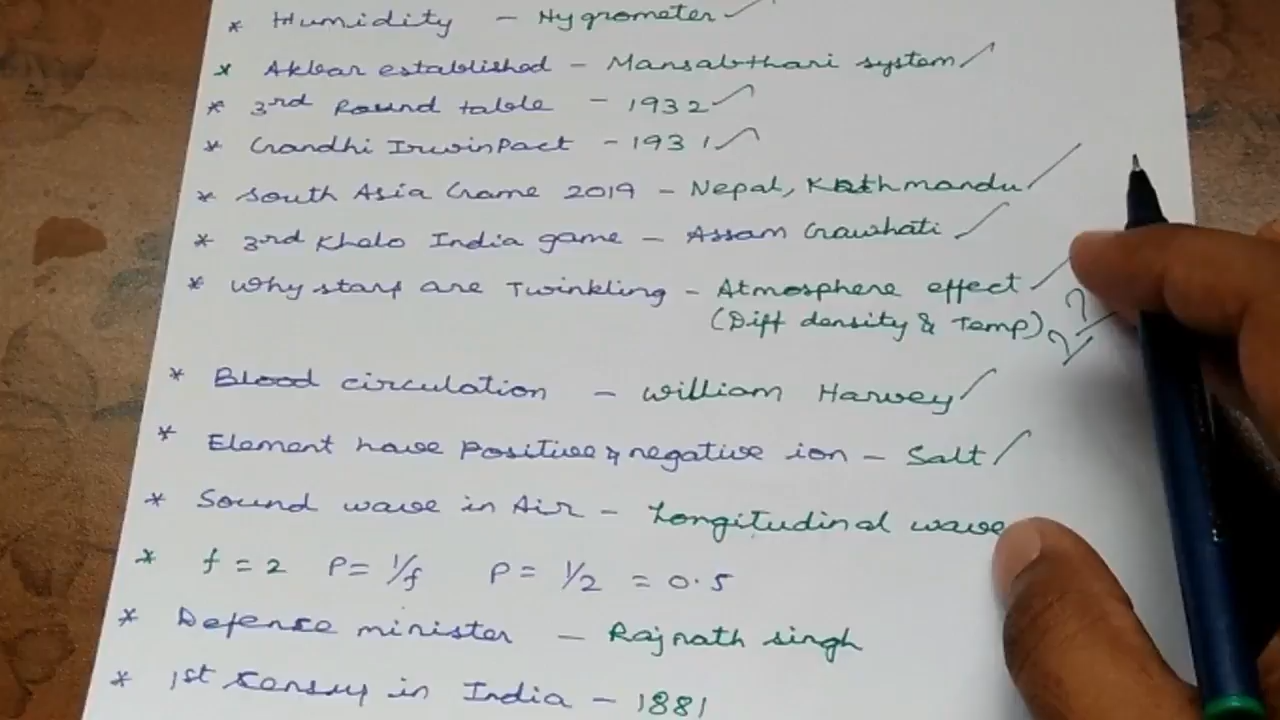 * Humidity - Hygrometer
* Akbar established - Mansabthari system
* 3rd Round table - 1932
* Gandhi Irwin Pact - 1931
* South Asia Game 2019 - Nepal, Kathmandu
* 3rd Khelo India game - Assam Gawhati
* Why stars are Twinkling - Atmosphere effect
(Diff density & Temp)
* Blood circulation - William Harvey
* Element have positive & negative ion - Salt
* Sound wave in Air - Longitudinal wave
* f = 2 P = 1/f P = 1/2 = 0.5
* Defence minister - Rajnath singh
* 1st Census in India - 1881